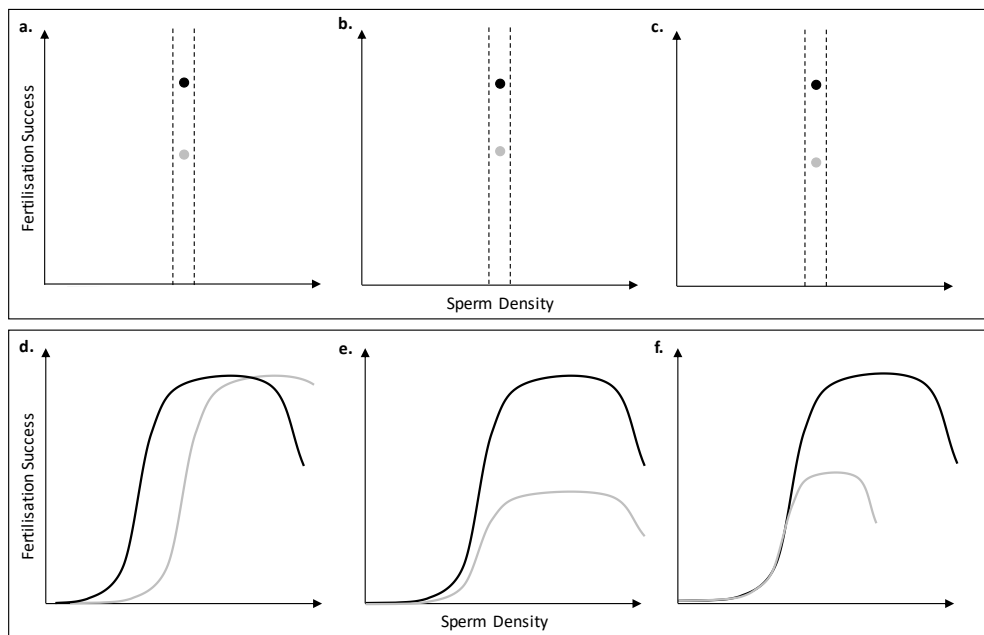 a.
b.
c.
Fertilisation Success
Sperm Density
d.
e.
f.
Fertilisation Success
Sperm Density